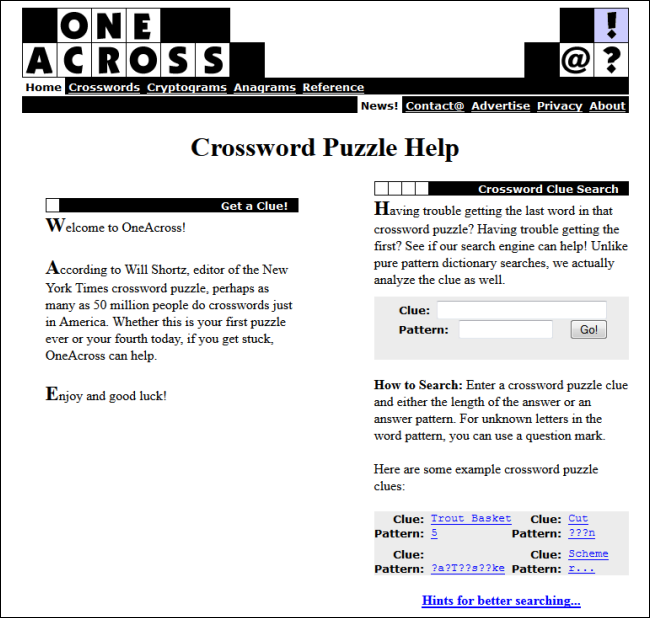 ONE !
ACROSS @ ?
Home Crosswords Cryptograms Anagrams Reference
News! Contact@ Advertise Privacy About
Crossword Puzzle Help
Get a Clue!
Welcome to OneAcross!
According to Will Shortz, editor of the New
York Times crossword puzzle, perhaps as
many as 50 million people do crosswords just
in America. Whether this is your first puzzle
ever or your fourth today, if you get stuck,
OneAcross can help.
Enjoy and good luck!
Crossword Clue Search
Having trouble getting the last word in that
crossword puzzle? Having trouble getting the
first? See if our search engine can help! Unlike
pure pattern dictionary searches, we actually
analyze the clue as well.
Clue:
Pattern: Go!
How to Search: Enter a crossword puzzle clue
and either the length of the answer or an
answer pattern. For unknown letters in the
word pattern, you can use a question mark.
Here are some example crossword puzzle
clues:
Clue: Trout Basket Clue: Cut
Pattern: 5 Pattern: ???n
Clue: Clue: Scheme
Pattern: ?a?T??s??ke Pattern: r...
Hints for better searching...